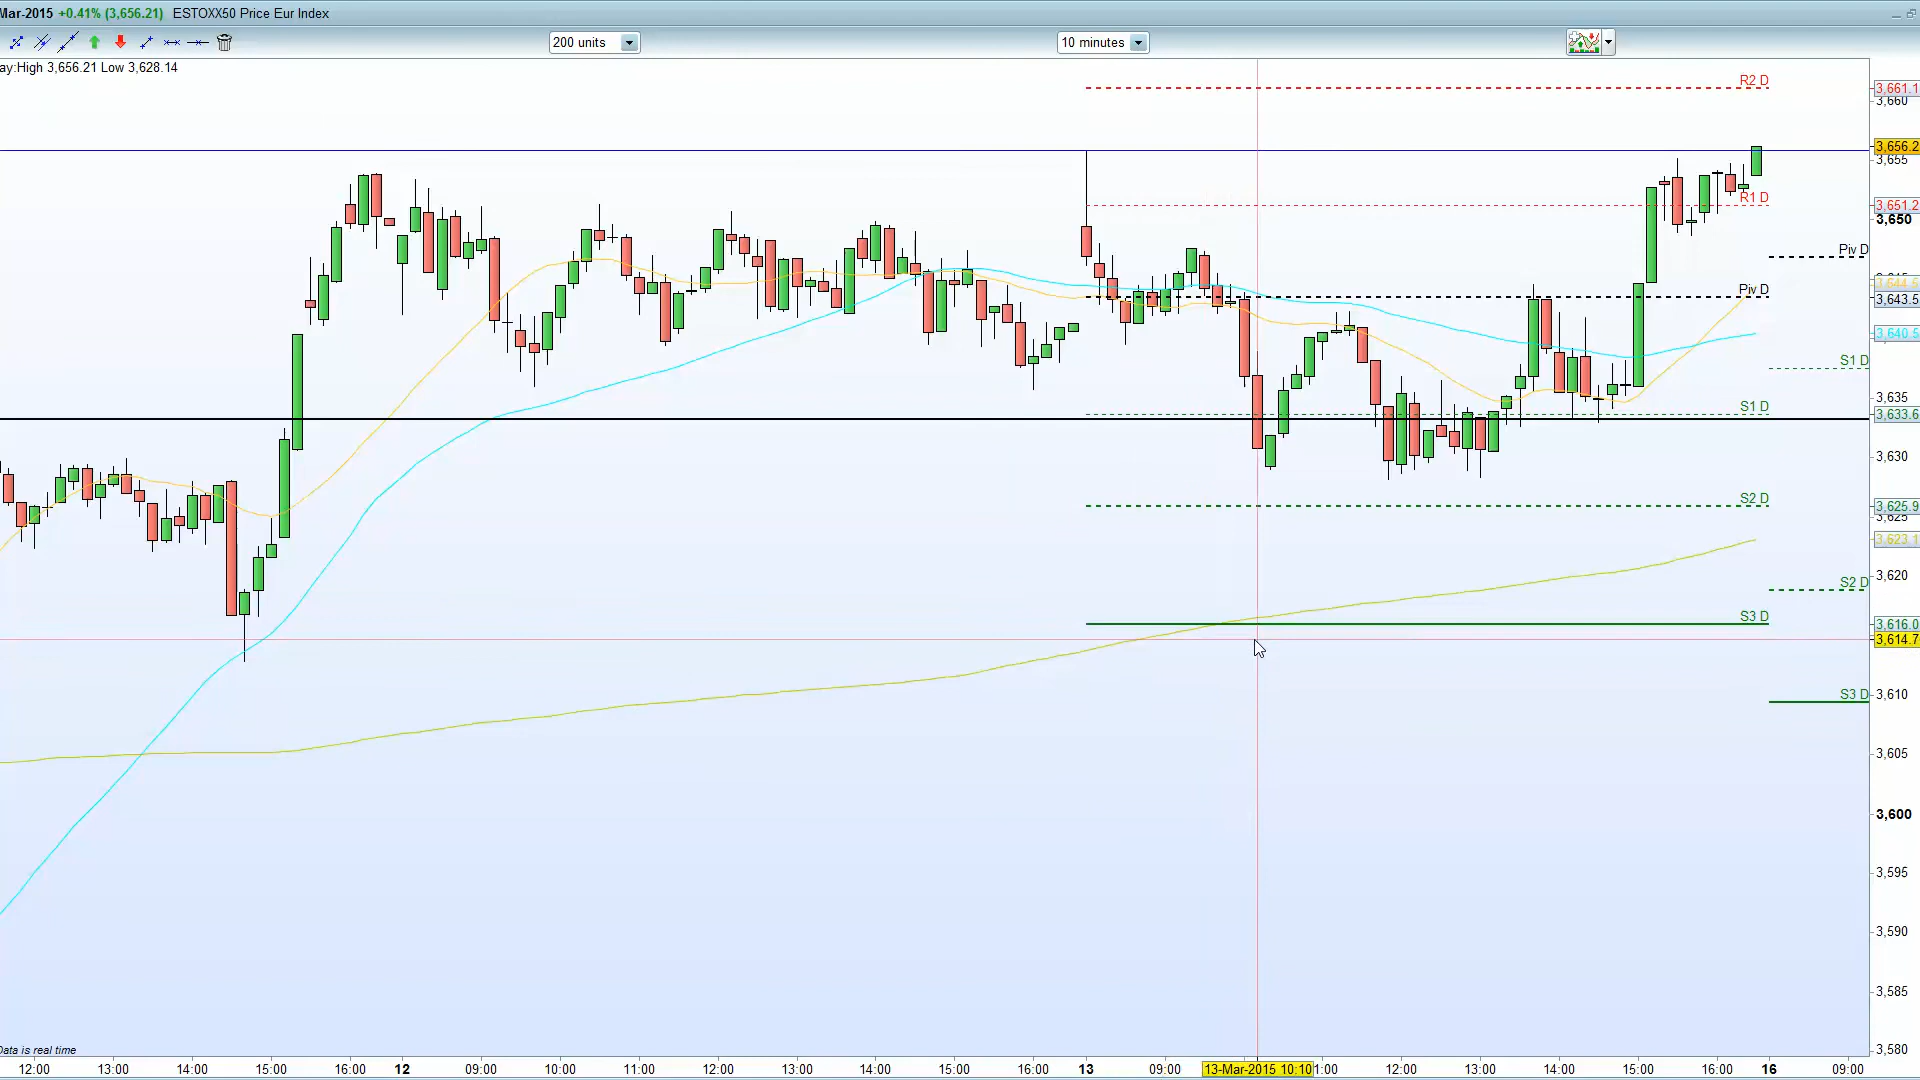 Mar-2015 +0.41% (3,656.21) ESTOXX50 Price Eur Index
200 units
10 minutes
ay:High 3,656.21 Low 3,628.14
R2 D
3,661.1
3,660
3,656.2
3,655
R1 D
3,651.2
3,650
Piv D
Piv D
3,644.5
3,643.5
3,640.5
S1 D
3,635
S1 D
3,633.6
3,630
S2 D
3,625.9
3,625
3,623.1
3,620
S2 D
S3 D
3,616.0
3,614.7
3,610
S3 D
3,605
3,600
3,595
3,590
3,585
Data is real time
3,580
12:00 13:00 14:00 15:00 16:00 12 09:00 10:00 11:00 12:00 13:00 14:00 15:00 16:00 13 09:00 13-Mar-2015 10:10 1:00 12:00 13:00 14:00 15:00 16:00 16 09:00